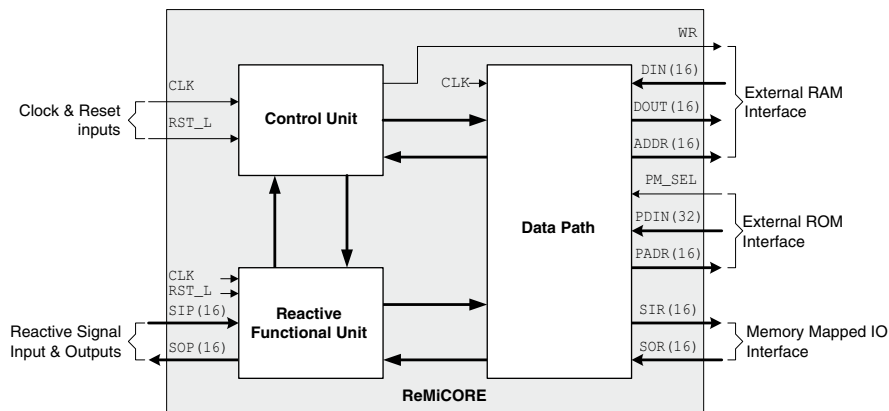 WR
CLK
DIN(16)
CLK
Clock & Reset
inputs
Control Unit
DOUT(16)
External RAM
Interface
RST_L
ADDR(16)
PM_SEL
Data Path
PDIN(32)
External ROM
Interface
PADR(16)
CLK
RST_L
Reactive
Functional Unit
SIP(16)
SIR(16)
Reactive Signal
Input & Outputs
SOP(16)
SOR(16)
Memory Mapped IO
Interface
ReMiCORE